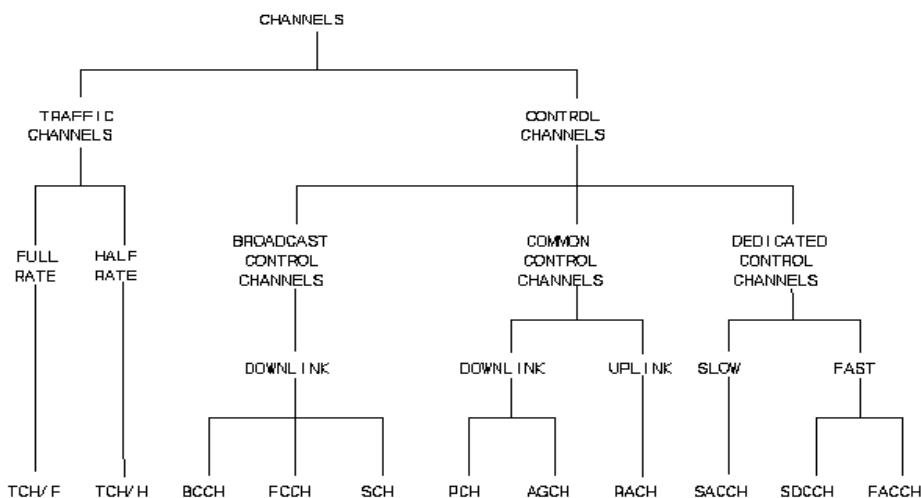 CHANNELS
TRAFFIC
CHANNELS
CONTROL
CHANNELS
FULL
RATE
HALF
RATE
BROADCAST
CONTROL
CHANNELS
COMMON
CONTROL
CHANNELS
DEDICATED
CONTROL
CHANNELS
DOWNLINK
DOWNLINK
UPLINK
SLOW
FAST
TCH/F
TCH/H
BCCH
FCCH
SCH
PCH
AGCH
RACH
SACCH
SDCCH
FACCH